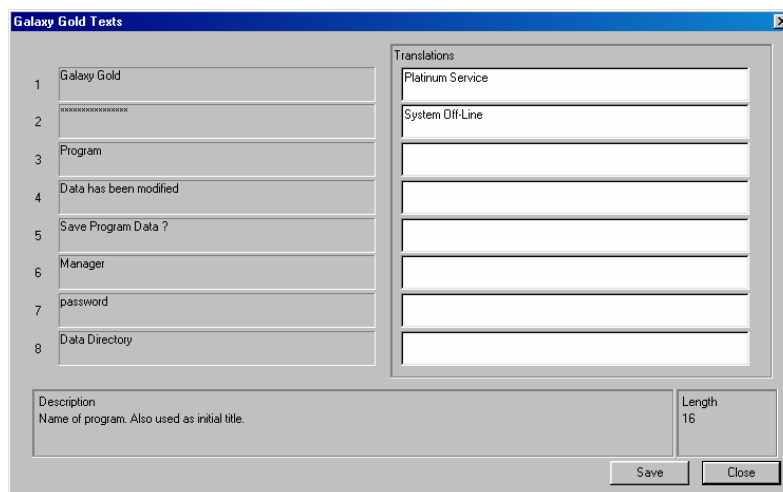 Galaxy Gold Texts
Translations
1 Galaxy Gold Platinum Service
2 **************** System Off-Line
3 Program
4 Data has been modified
5 Save Program Data ?
6 Manager
7 password
8 Data Directory
Description
Name of program. Also used as initial title.
Length
16
Save Close